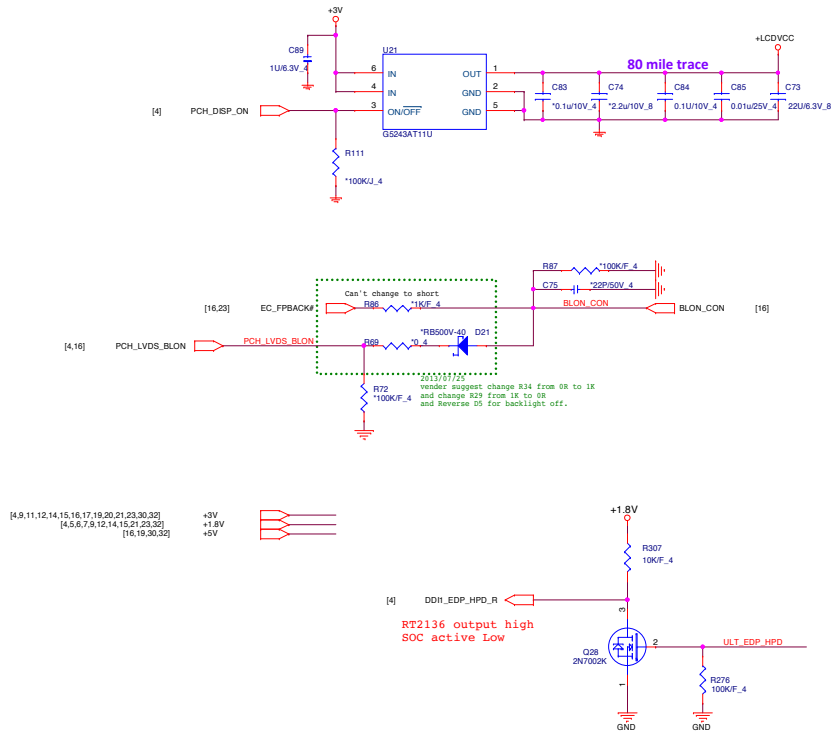 +3V
C89
1U/6.3V_4
U21
+LCDVCC
80 mile trace
6 IN OUT 1
4 IN GND 2
3 ON/OFF GND 5
G5243AT11U
[4] PCH_DISP_ON
C83
*0.1u/10V_4
C74
*2.2u/10V_8
C84
0.1U/10V_4
C85
0.01u/25V_4
C73
22U/6.3V_8
R111
*100K/J_4
R87 *100K/F_4
C75 *22P/50V_4
Can't change to short
[16,23] EC_FPBACK# R86 *1K/F_4 BLON_CON BLON_CON [16]
*RB500V-40 D21
[4,16] PCH_LVDS_BLON PCH_LVDS_BLON R69 *0_4
R72
*100K/F_4
2013/07/25
vender suggest change R34 from 0R to 1K
and change R29 from 1K to 0R
and Reverse D5 for backlight off.
[4,9,11,12,14,15,16,17,19,20,21,23,30,32] +3V
[4,5,6,7,9,12,14,15,21,23,32] +1.8V
[16,19,30,32] +5V
+1.8V
R307
10K/F_4
[4] DDI1_EDP_HPD_R
RT2136 output high
SOC active Low
3
Q28
2N7002K
2 ULT_EDP_HPD
1
R276
100K/F_4
GND GND